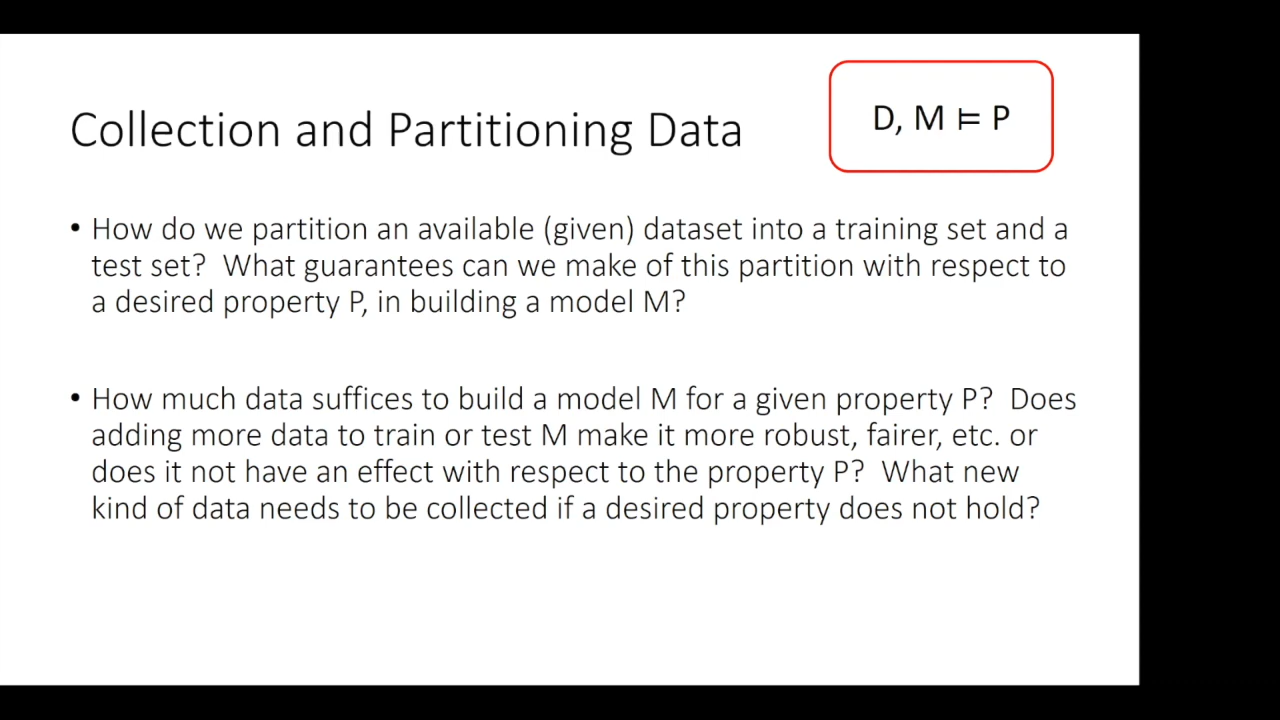 Collection and Partitioning Data
D, M ⊨ P
• How do we partition an available (given) dataset into a training set and a
test set?  What guarantees can we make of this partition with respect to
a desired property P, in building a model M?
• How much data suffices to build a model M for a given property P?  Does
adding more data to train or test M make it more robust, fairer, etc. or
does it not have an effect with respect to the property P?  What new
kind of data needs to be collected if a desired property does not hold?